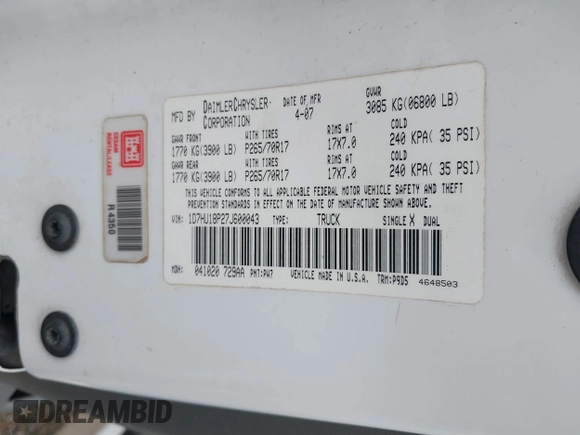 MFD BY DAIMLERCHRYSLER CORPORATION
DATE OF MFR 4-07
GVWR 3085 KG(06800 LB)
GAWR FRONT WITH TIRES RIMS AT COLD
1770 KG(3900 LB) P265/70R17 17X7.0 240 KPA( 35 PSI)
GAWR REAR WITH TIRES RIMS AT COLD
1770 KG(3900 LB) P265/70R17 17X7.0 240 KPA( 35 PSI)
THIS VEHICLE CONFORMS TO ALL APPLICABLE FEDERAL MOTOR VEHICLE SAFETY AND THEFT
PREVENTION STANDARDS IN EFFECT ON THE DATE OF MANUFACTURE SHOWN ABOVE.
VIN: 1D7HU18P27J600043 TYPE: TRUCK SINGLE X DUAL
MDH: 041020 729AA PNT:PW7 VEHICLE MADE IN U.S.A. TRM:P9D5 4648503
R4350
DREAMBID